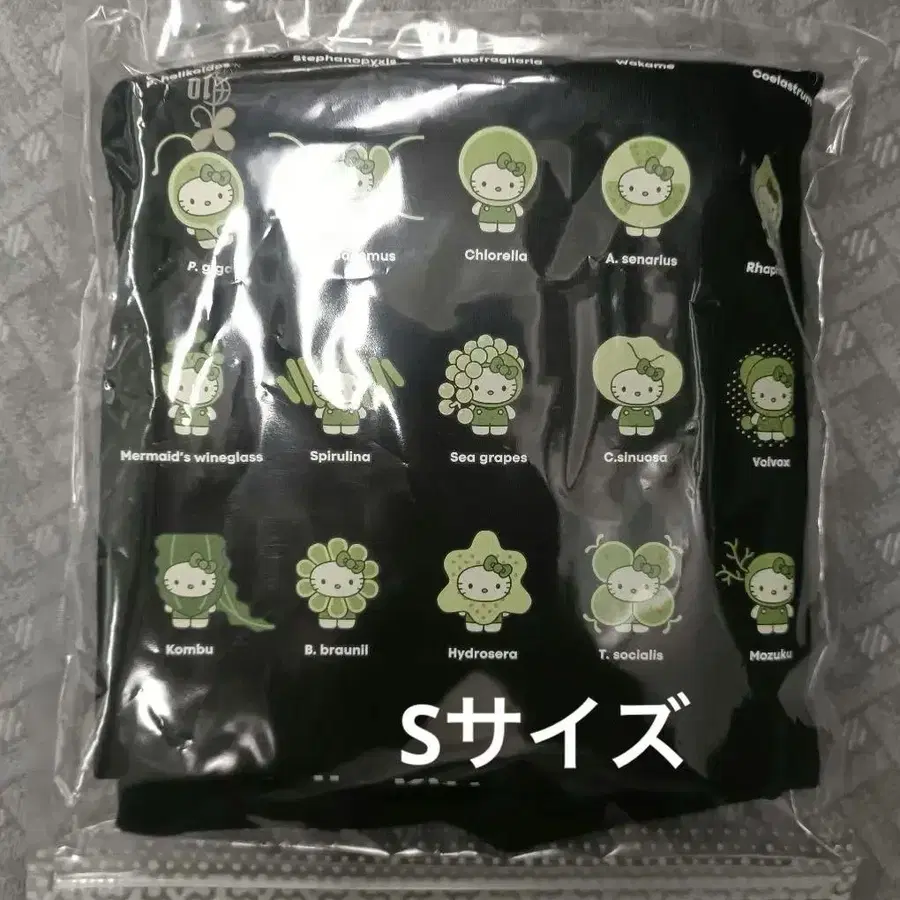 Stephanopyxis
Neofragilaria
Wakame
Coelastrum
Chlorella
A. senarius
Mermaid's wineglass
Spirulina
Sea grapes
C.sinuosa
Volvox
Kombu
B. braunii
Hydrosera
T. socialis
Mozuku
Sサイズ